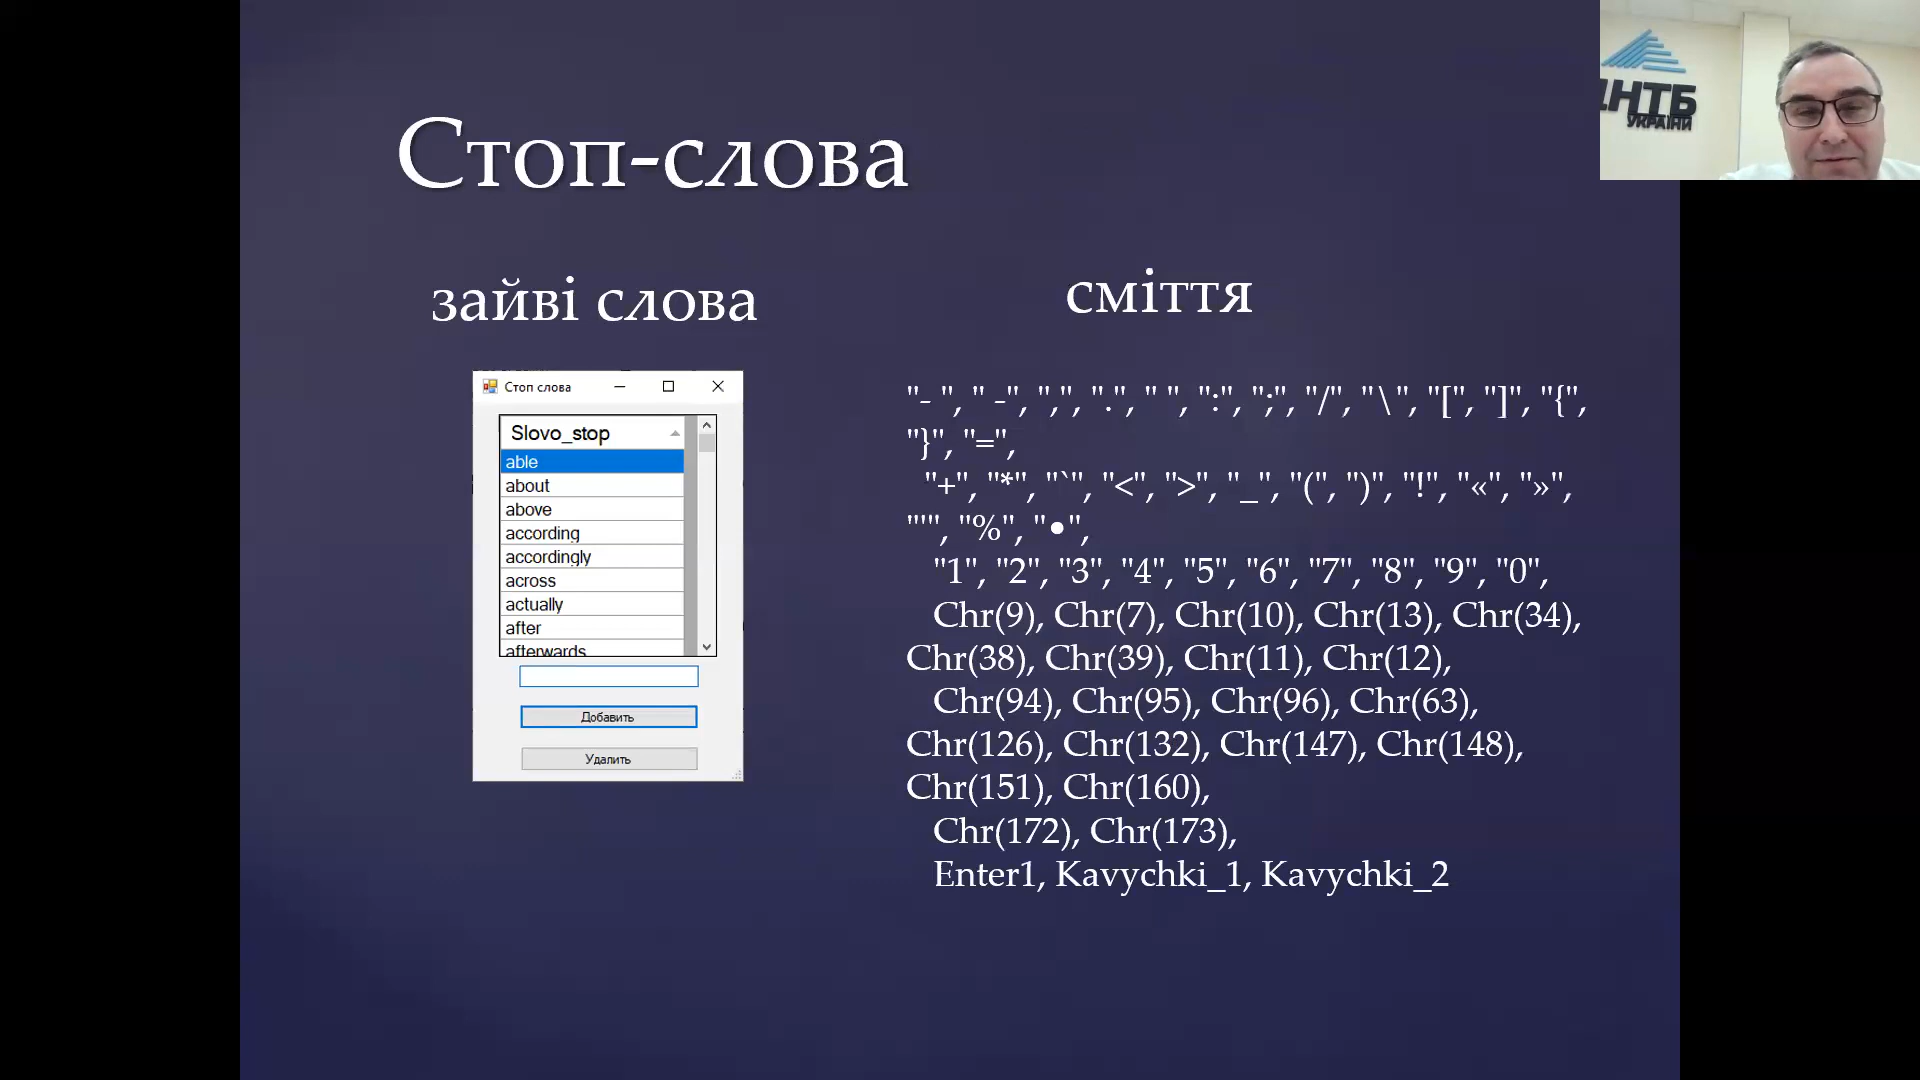 Стоп-слова
зайві слова
Стоп слова
Slovo_stop
able
about
above
according
accordingly
across
actually
after
afterwards
Добавить
Удалить
сміття
"- ", " -", ",", ".", " ", ":", ";", "/", "\", "[", "]", "{",
"}", "=",
"+", "*", "`", "<", ">", "_", "(", ")", "!", "«", "»",
"'", "%", "•",
"1", "2", "3", "4", "5", "6", "7", "8", "9", "0",
Chr(9), Chr(7), Chr(10), Chr(13), Chr(34),
Chr(38), Chr(39), Chr(11), Chr(12),
Chr(94), Chr(95), Chr(96), Chr(63),
Chr(126), Chr(132), Chr(147), Chr(148),
Chr(151), Chr(160),
Chr(172), Chr(173),
Enter1, Kavychki_1, Kavychki_2
УКРАЇНИ